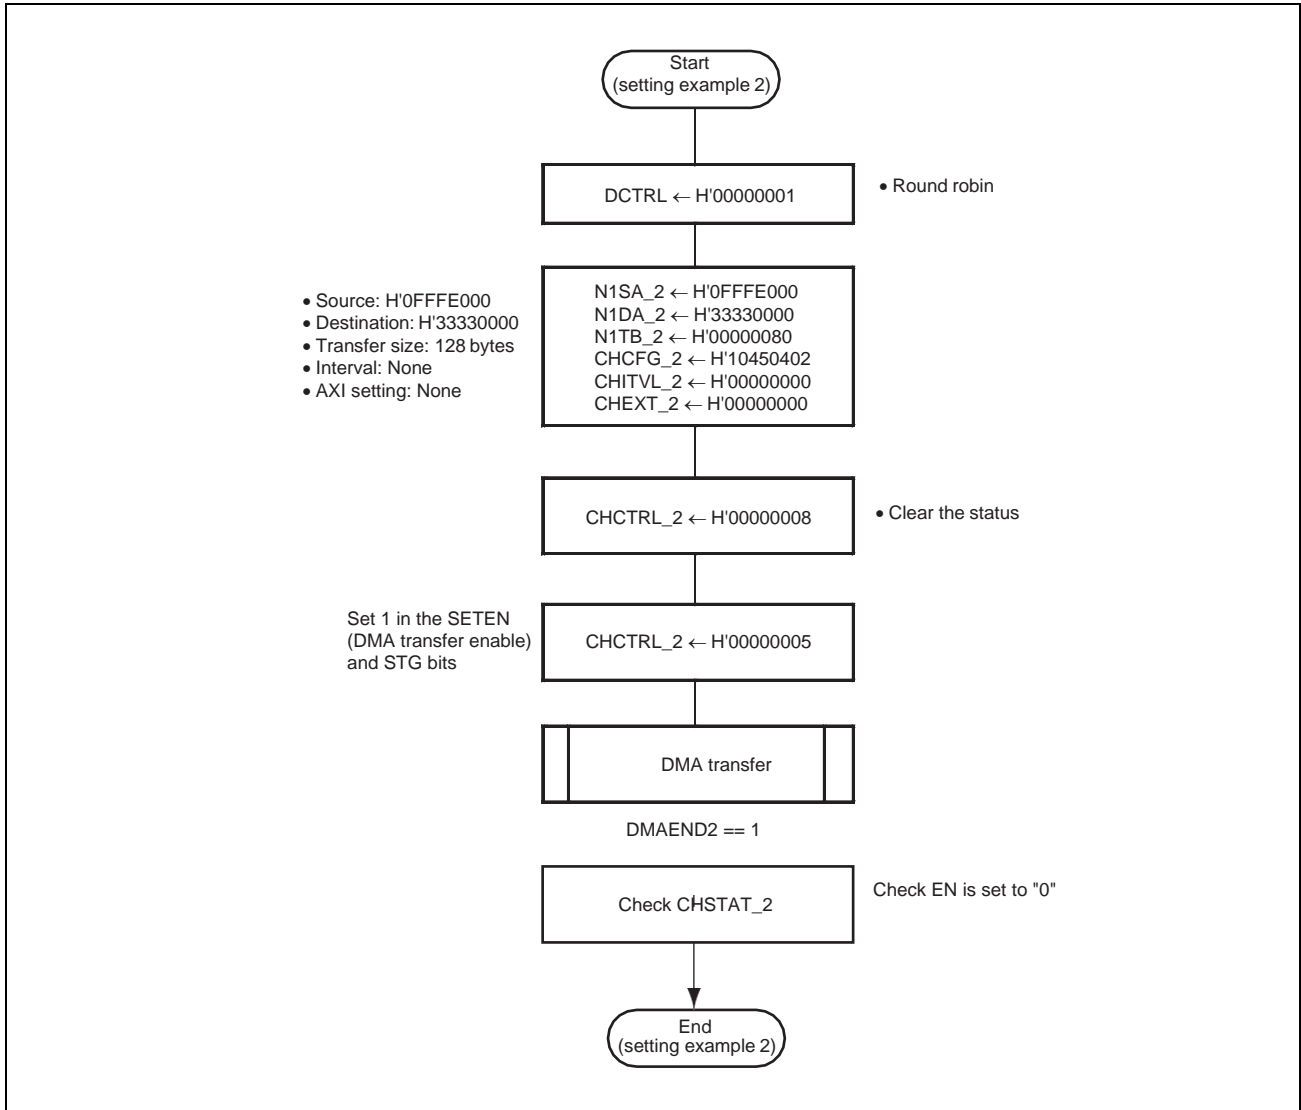 Start
(setting example 2)
DCTRL ← H'00000001
• Round robin
• Source: H'0FFFE000
• Destination: H'33330000
• Transfer size: 128 bytes
• Interval: None
• AXI setting: None
N1SA_2 ← H'0FFFE000
N1DA_2 ← H'33330000
N1TB_2 ← H'00000080
CHCFG_2 ← H'10450402
CHITVL_2 ← H'00000000
CHEXT_2 ← H'00000000
CHCTRL_2 ← H'00000008
• Clear the status
Set 1 in the SETEN
(DMA transfer enable)
and STG bits
CHCTRL_2 ← H'00000005
DMA transfer
DMAEND2 == 1
Check CHSTAT_2
Check EN is set to "0"
End
(setting example 2)